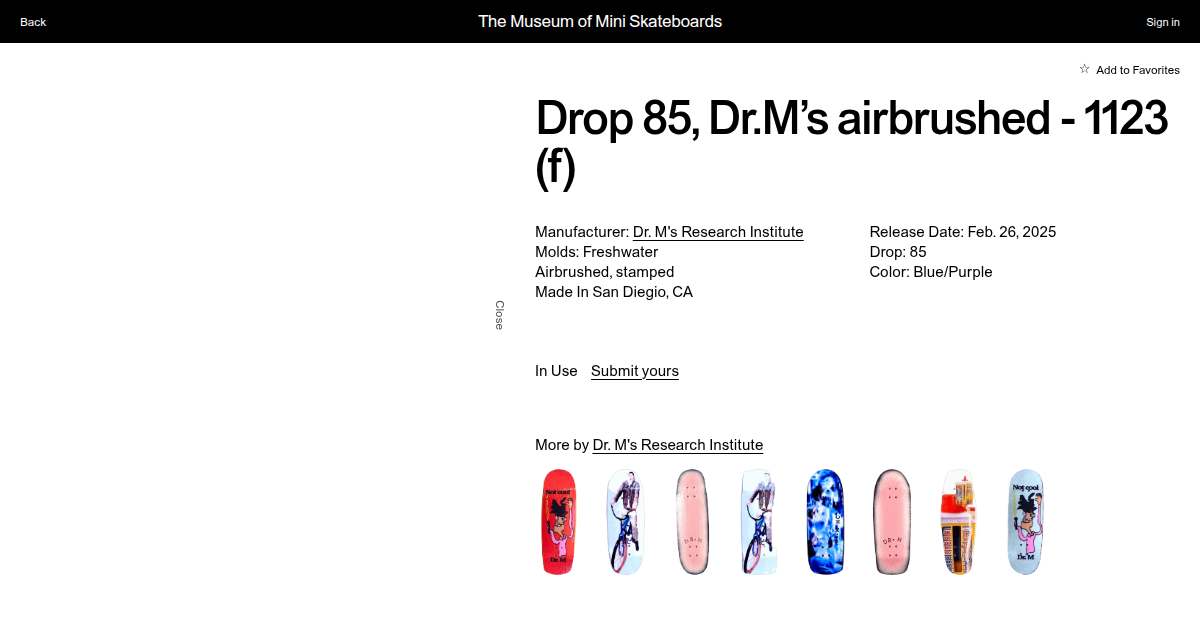 Back
The Museum of Mini Skateboards
Sign in
☆ Add to Favorites
Drop 85, Dr.M’s airbrushed - 1123
(f)
Manufacturer: Dr. M's Research Institute
Molds: Freshwater
Airbrushed, stamped
Made In San Diegio, CA
Release Date: Feb. 26, 2025
Drop: 85
Color: Blue/Purple
Close
In Use Submit yours
More by Dr. M's Research Institute
Not cool
Dr. M
DR•M
Not cool
Dr. M